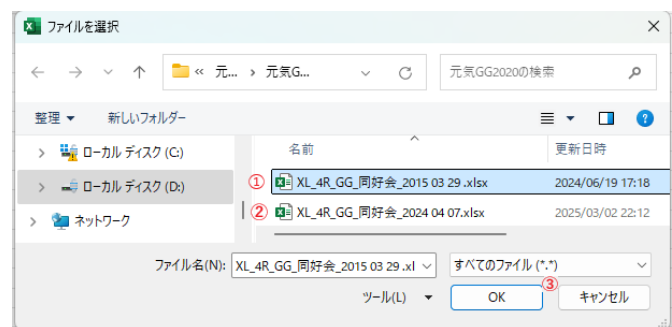 ファイルを選択
« 元... › 元気G...
元気GG2020の検索
整理 新しいフォルダー
名前 更新日時
ローカル ディスク (C:)
ローカル ディスク (D:)
ネットワーク
① XL_4R_GG_同好会_2015 03 29 .xlsx 2024/06/19 17:18
② XL_4R_GG_同好会_2024 04 07.xlsx 2025/03/02 22:12
ファイル名(N): XL_4R_GG_同好会_2015 03 29 .xl すべてのファイル (*.*)
ツール(L) OK ③ キャンセル